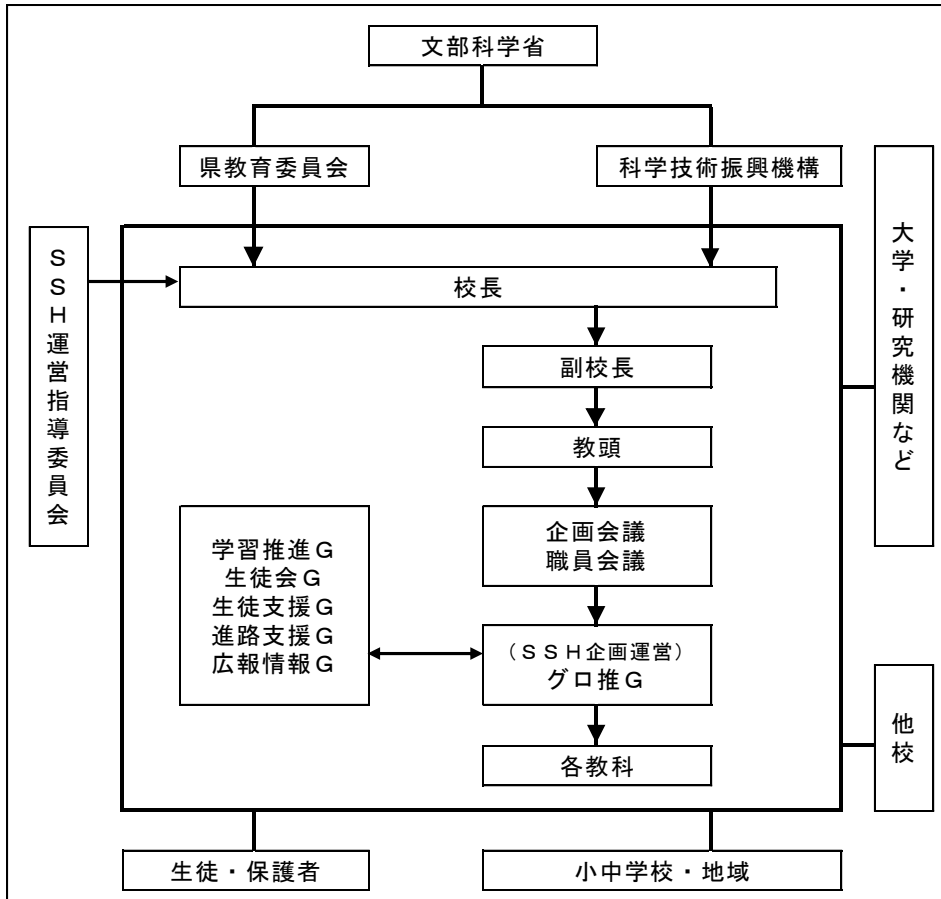 文部科学省
県教育委員会
科学技術振興機構
SSH運営指導委員会
大学・研究機関など
校長
副校長
教頭
企画会議
職員会議
学習推進G
生徒会G
生徒支援G
進路支援G
広報情報G
（SSH企画運営）
グロ推G
他校
各教科
生徒・保護者
小中学校・地域